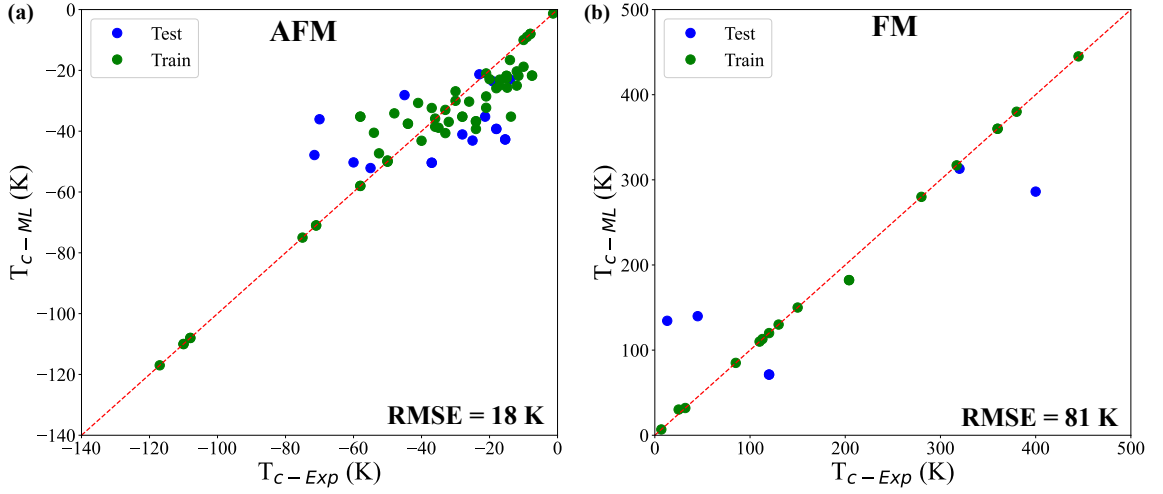 (a)
AFM
Test
Train
0
−20
−40
−60
−80
−100
−120
−140
T_{c−ML} (K)
RMSE = 18 K
−140 −120 −100 −80 −60 −40 −20 0
T_{c−Exp} (K)
(b)
FM
Test
Train
500
400
300
200
100
0
T_{c−ML} (K)
RMSE = 81 K
0 100 200 300 400 500
T_{c−Exp} (K)